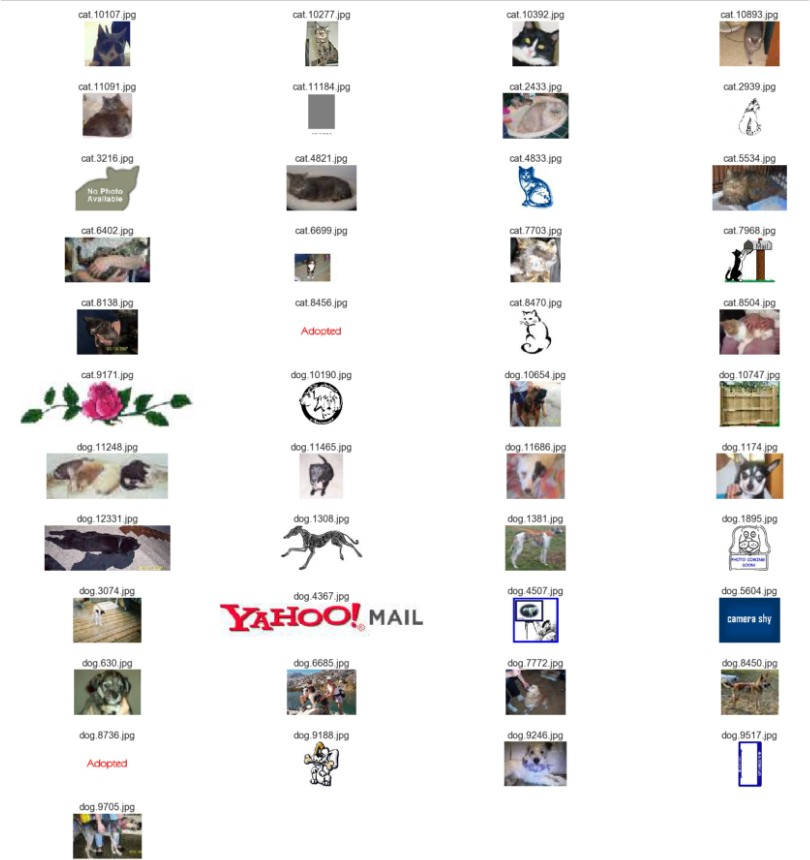 cat.10107.jpg
cat.10277.jpg
cat.10392.jpg
cat.10893.jpg
cat.11091.jpg
cat.11184.jpg
cat.2433.jpg
cat.2939.jpg
cat.3216.jpg
cat.4821.jpg
cat.4833.jpg
cat.5534.jpg
No Photo
Available
cat.6402.jpg
cat.6699.jpg
cat.7703.jpg
cat.7968.jpg
Mail
cat.8138.jpg
cat.8456.jpg
cat.8470.jpg
cat.8504.jpg
Adopted
cat.9171.jpg
dog.10190.jpg
dog.10654.jpg
dog.10747.jpg
dog.11248.jpg
dog.11465.jpg
dog.11686.jpg
dog.1174.jpg
dog.12331.jpg
dog.1308.jpg
dog.1381.jpg
dog.1895.jpg
PHOTO COMING
SOON
dog.3074.jpg
dog.4367.jpg
dog.4507.jpg
dog.5604.jpg
YAHOO! MAIL
camera shy
dog.630.jpg
dog.6685.jpg
dog.7772.jpg
dog.8450.jpg
dog.8736.jpg
dog.9188.jpg
dog.9246.jpg
dog.9517.jpg
Adopted
dog.9705.jpg